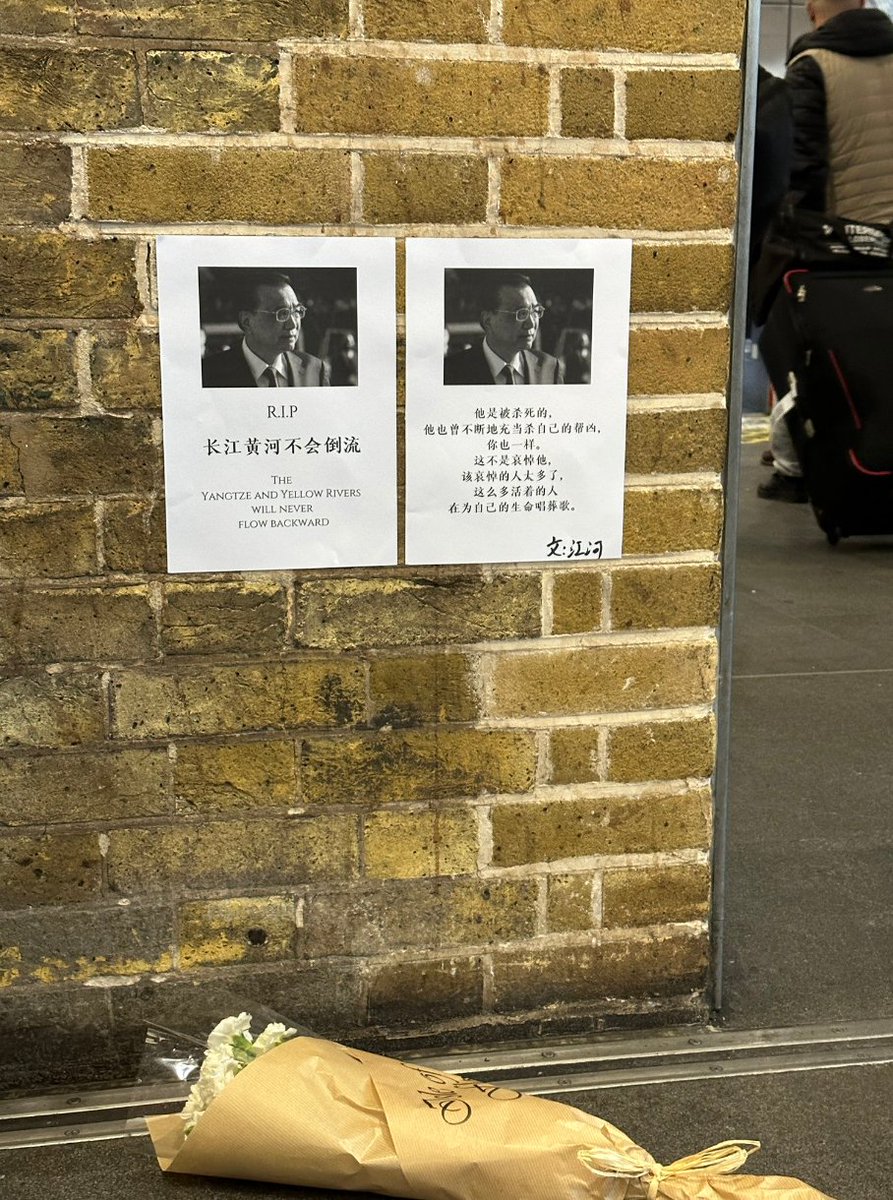 R.I.P
长江黄河不会倒流
THE
YANGTZE AND YELLOW RIVERS
WILL NEVER
FLOW BACKWARD
他是被杀死的，
他也曾不断地充当杀自己的帮凶，
你也一样。
这不是哀悼他，
该哀悼的人太多了，
这么多活着的人
在为自己的生命唱葬歌。
文：江河